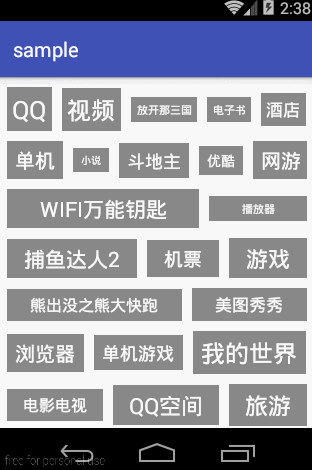 2:38
sample
QQ 视频 放开那三国 电子书 酒店
单机 小说 斗地主 优酷 网游
WIFI万能钥匙 播放器
捕鱼达人2 机票 游戏
熊出没之熊大快跑 美图秀秀
浏览器 单机游戏 我的世界
电影电视 QQ空间 旅游
free for personal use